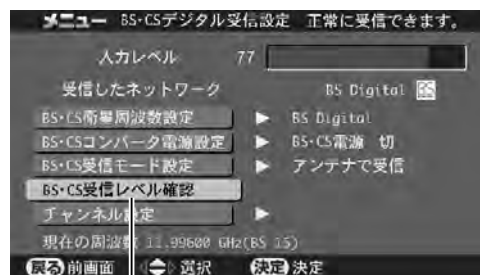 メニュー BS・CSデジタル受信設定 正常に受信できます。
入力レベル 77
受信したネットワーク BS Digital BS
BS・CS衛星周波数設定 ▶ BS Digital
BS・CSコンバータ電源設定 ▶ BS・CS電源 切
BS・CS受信モード設定 ▶ アンテナで受信
BS・CS受信レベル確認
チャンネル設定 ▶
現在の周波数 11.99600 GHz(BS 15)
戻る 前画面 選択 決定 決定